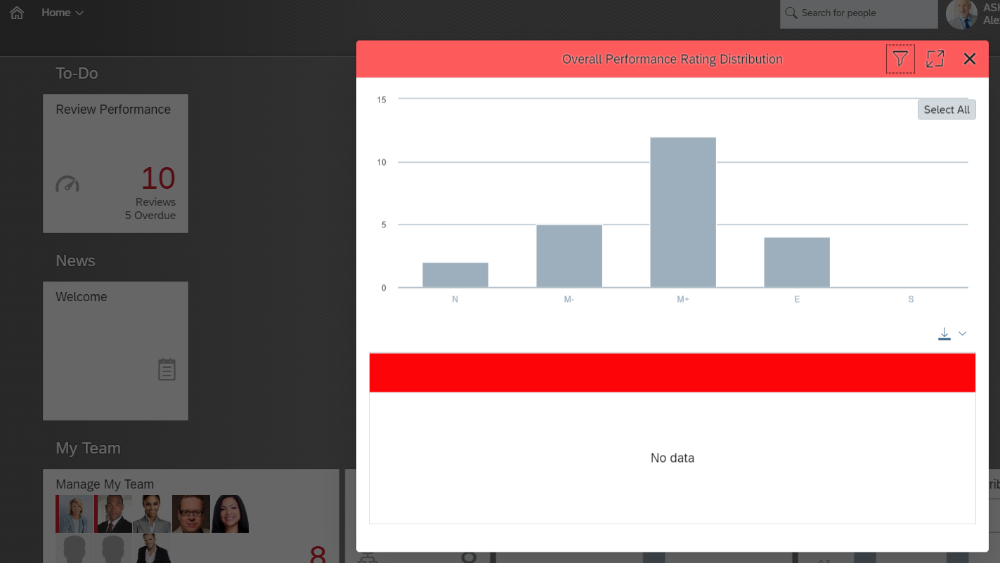 Home
Search for people
ASK
Ale
Overall Performance Rating Distribution
To-Do
Review Performance
10
Reviews
5 Overdue
News
Welcome
My Team
Manage My Team
8
15
Select All
10
5
0
N
M-
M+
E
S
No data